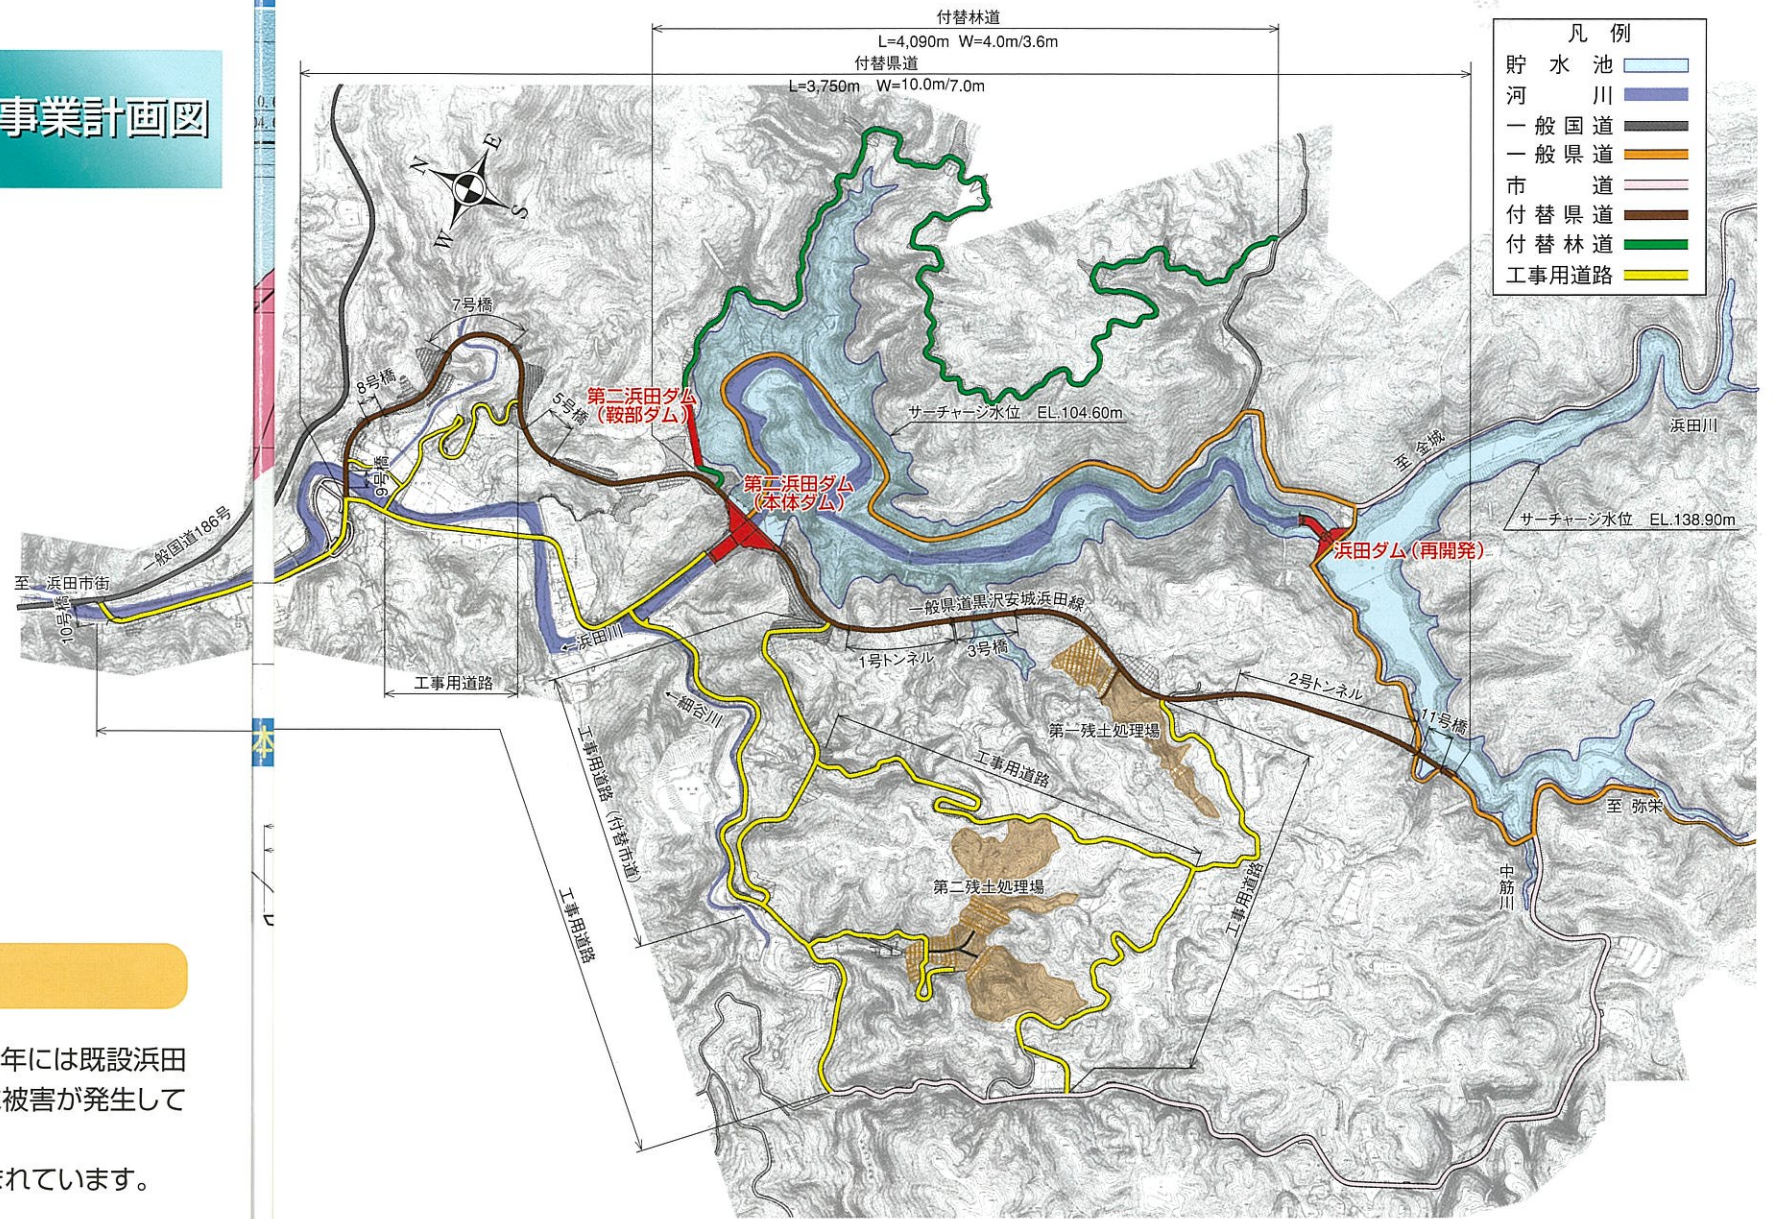 事業計画図
付替林道
L=4,090m W=4.0m/3.6m
付替県道
L=3,750m W=10.0m/7.0m
凡 例
貯水池
河川
一般国道
一般県道
市道
付替県道
付替林道
工事用道路
N
E
S
W
7号橋
8号橋
5号橋
9号橋
10号橋
第二浜田ダム
(鞍部ダム)
第二浜田ダム
(本体ダム)
サーチャージ水位 EL.104.60m
至 金城
浜田川
サーチャージ水位 EL.138.90m
浜田ダム(再開発)
一般国道186号
至 浜田市街
浜田川
一般県道黒沢安城浜田線
1号トンネル
3号橋
2号トンネル
11号橋
工事用道路
細谷川
第一残土処理場
工事用道路
工事用道路(付替市道)
至 弥栄
中筋川
第二残土処理場
工事用道路
工事用道路
本
年には既設浜田
被害が発生して
れています。